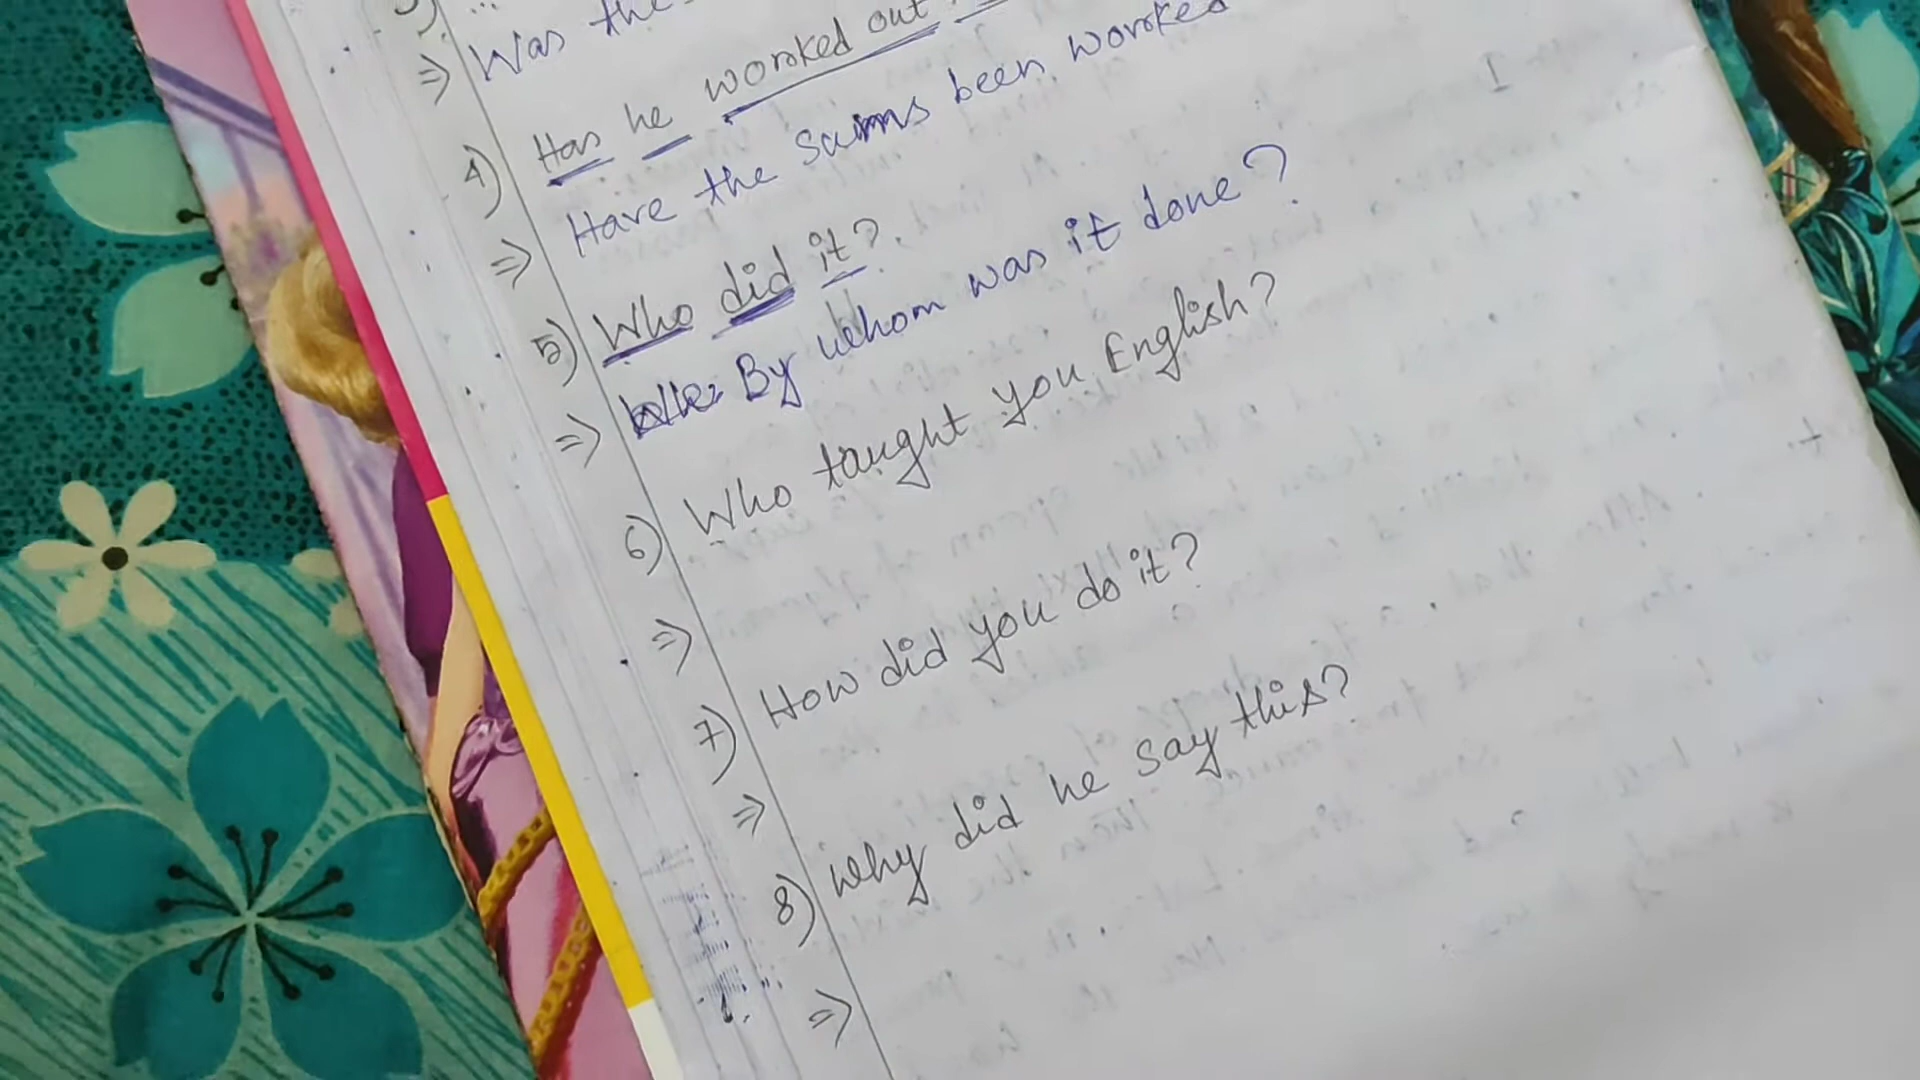 3)
⇒) Was the
4) Has he worked out
⇒) Have the sums been worked
5) Who did it?
⇒) By whom was it done?
6) Who taught you English?
⇒)
7) How did you do it?
⇒)
8) Why did he say this?
⇒)